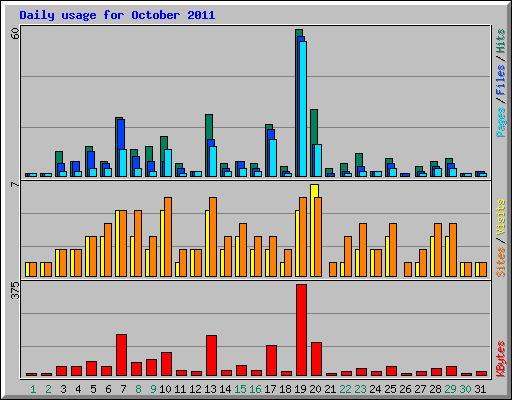 Daily usage for October 2011
60
Pages / Files / Hits
7
Sites / Visits
375
KBytes
1 2 3 4 5 6 7 8 9 10 11 12 13 14 15 16 17 18 19 20 21 22 23 24 25 26 27 28 29 30 31